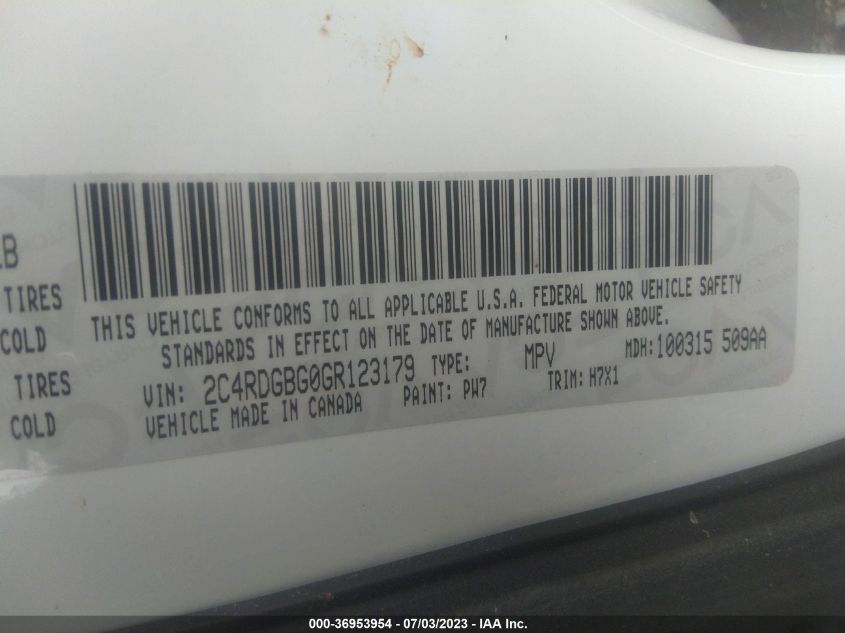 LB
TIRES
COLD
TIRES
COLD
THIS VEHICLE CONFORMS TO ALL APPLICABLE U.S.A. FEDERAL MOTOR VEHICLE SAFETY
STANDARDS IN EFFECT ON THE DATE OF MANUFACTURE SHOWN ABOVE.
VIN: 2C4RDGBG0GR123179 TYPE: MPV MDH: 100315 509AA
VEHICLE MADE IN CANADA PAINT: PW7 TRIM: H7X1
000-36953954 / 07/03/2023 - IAA Inc.